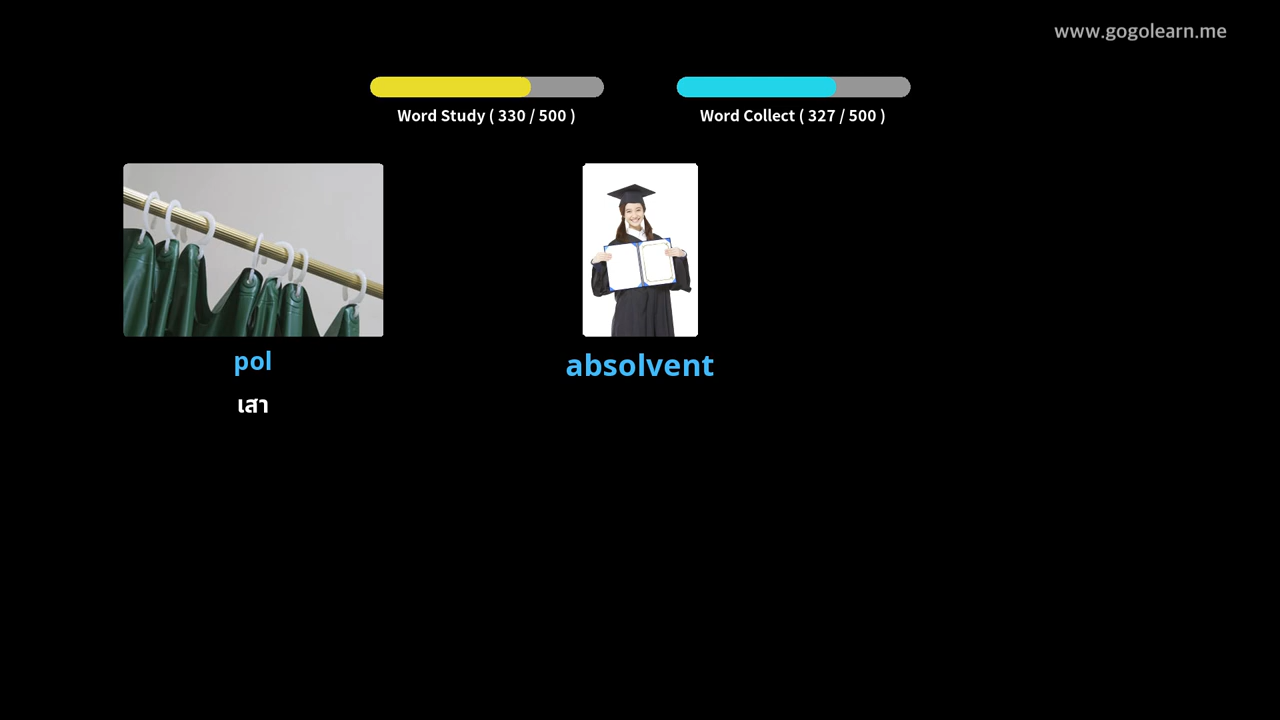 www.gogolearn.me
Word Study ( 330 / 500 )
Word Collect ( 327 / 500 )
pol
เสา
absolvent